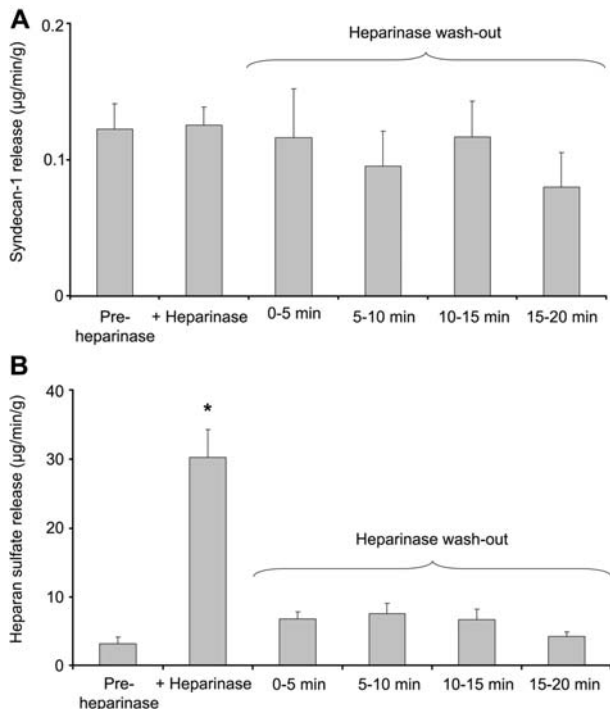 A
Syndecan-1 release (µg/min/g)
0.2
0.1
0
Heparinase wash-out
Pre-
heparinase
+ Heparinase
0-5 min
5-10 min
10-15 min
15-20 min
B
Heparan sulfate release (µg/min/g)
40
30
20
10
0
*
Heparinase wash-out
Pre-
heparinase
+ Heparinase
0-5 min
5-10 min
10-15 min
15-20 min